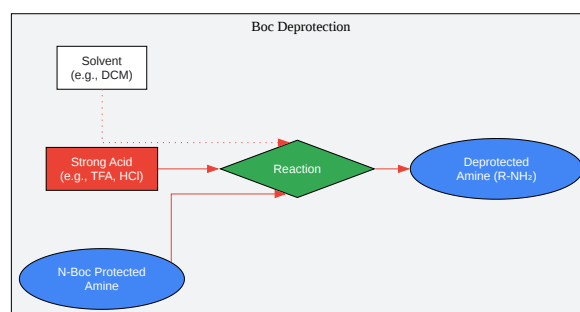 Boc Deprotection
Solvent
(e.g., DCM)
Strong Acid
(e.g., TFA, HCl)
Reaction
Deprotected
Amine (R-NH₂)
N-Boc Protected
Amine